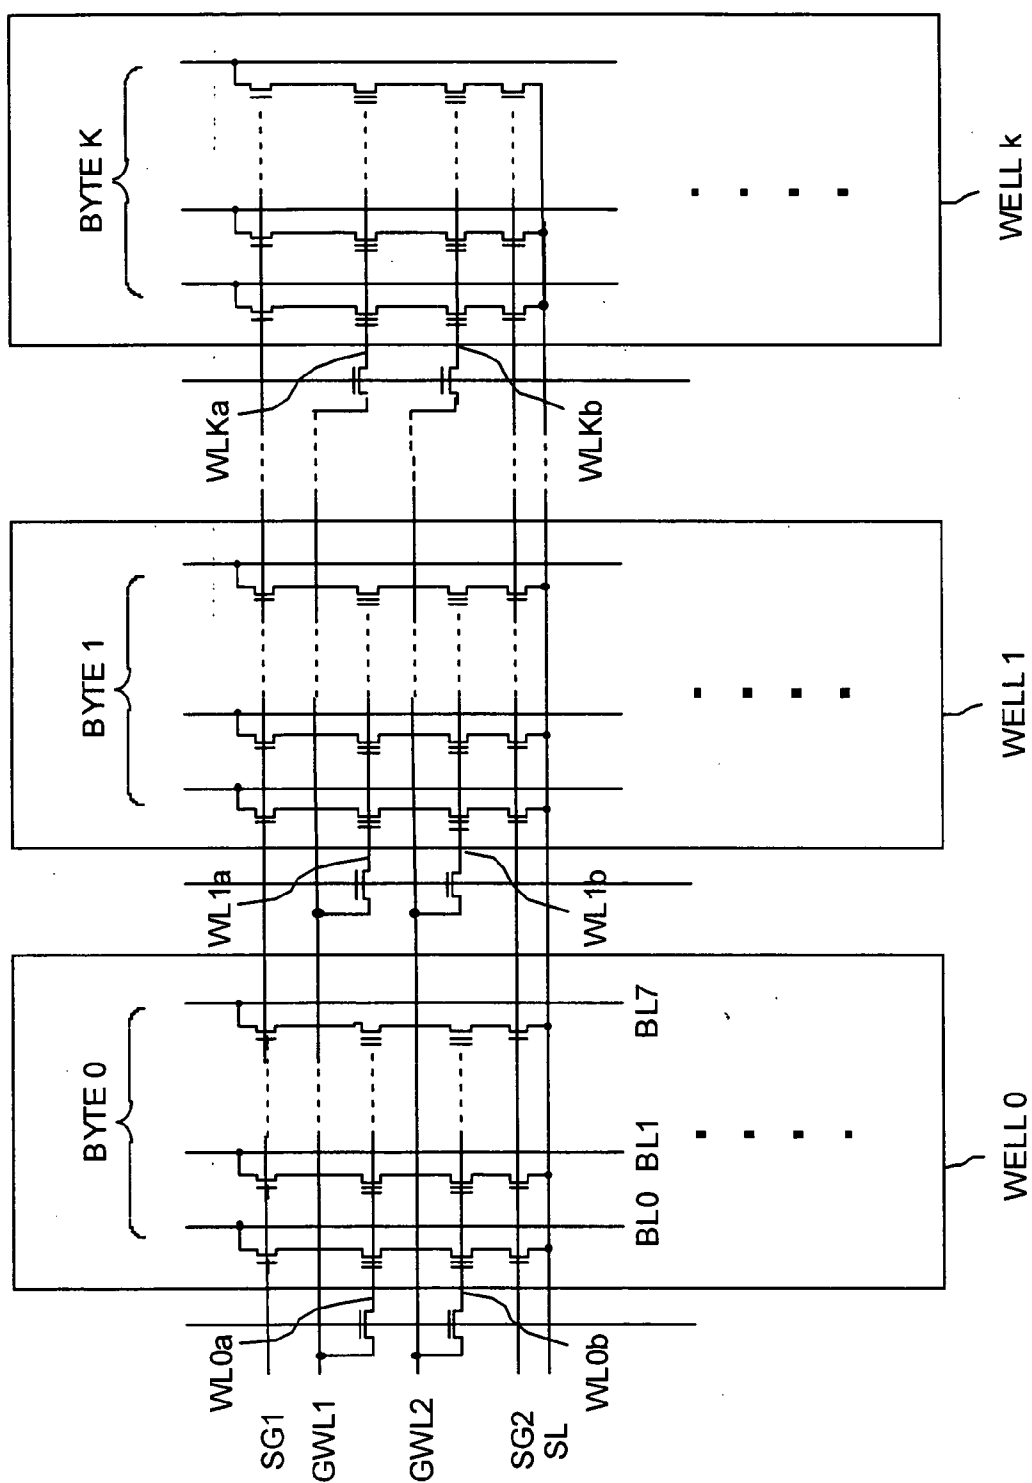 BYTE 0
BYTE 1
BYTE K
WL0a
WL1a
WLKa
SG1
GWL1
GWL2
SG2
SL
WL0b
WL1b
WLKb
BL0
BL1
BL7
WELL 0
WELL 1
WELL k